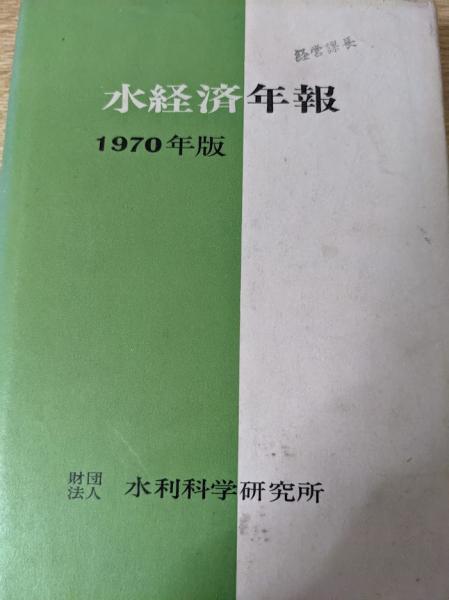 経営課長
水経済年報
1970年版
財団
法人 水利科学研究所